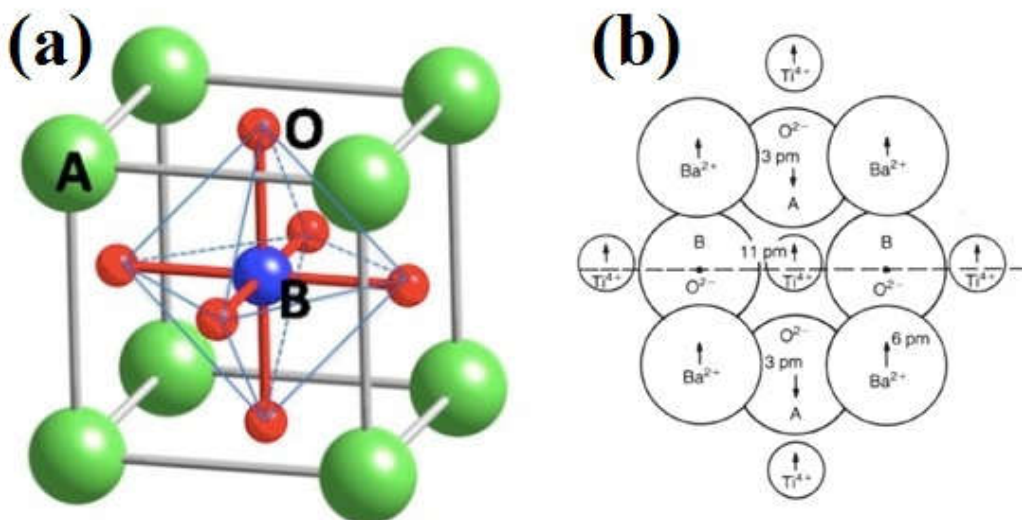 (a)
O
A
B
(b)
Ti⁴⁺
O²⁻
3 pm
A
Ba²⁺
Ba²⁺
B
B
11 pm
Ti⁴⁺
O²⁻
Ti⁴⁺
O²⁻
Ti⁴⁺
O²⁻
6 pm
3 pm
Ba²⁺
Ba²⁺
A
Ti⁴⁺